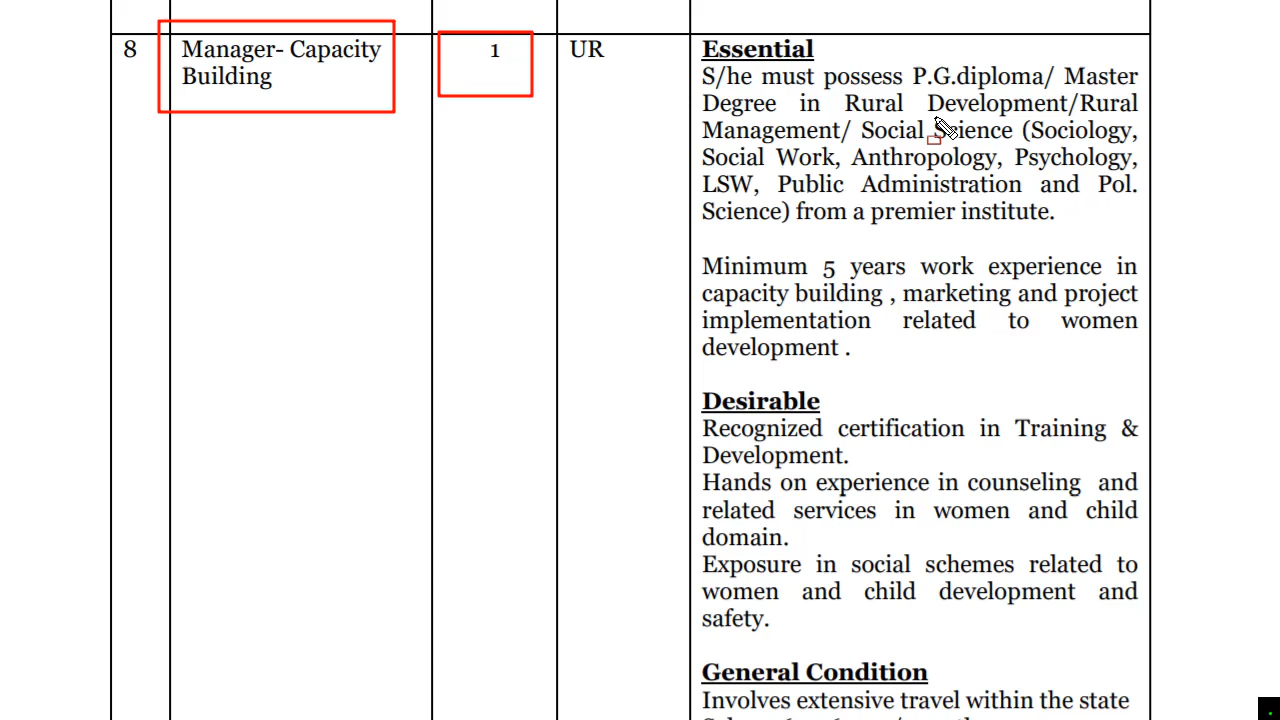 8
Manager- Capacity
Building
1
UR
Essential
S/he must possess P.G.diploma/ Master
Degree in Rural Development/Rural
Management/ Social Science (Sociology,
Social Work, Anthropology, Psychology,
LSW, Public Administration and Pol.
Science) from a premier institute.
Minimum 5 years work experience in
capacity building , marketing and project
implementation related to women
development .
Desirable
Recognized certification in Training &
Development.
Hands on experience in counseling and
related services in women and child
domain.
Exposure in social schemes related to
women and child development and
safety.
General Condition
Involves extensive travel within the state